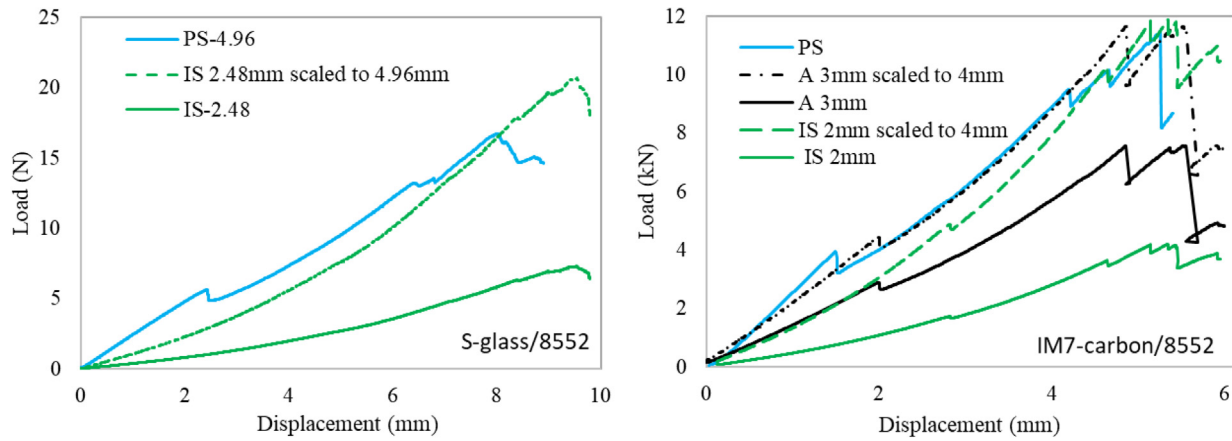 25
20
15
10
5
0
Load (N)
PS-4.96
IS 2.48mm scaled to 4.96mm
IS-2.48
S-glass/8552
0 2 4 6 8 10
Displacement (mm)
12
10
8
6
4
2
0
Load (kN)
PS
A 3mm scaled to 4mm
A 3mm
IS 2mm scaled to 4mm
IS 2mm
IM7-carbon/8552
0 2 4 6
Displacement (mm)